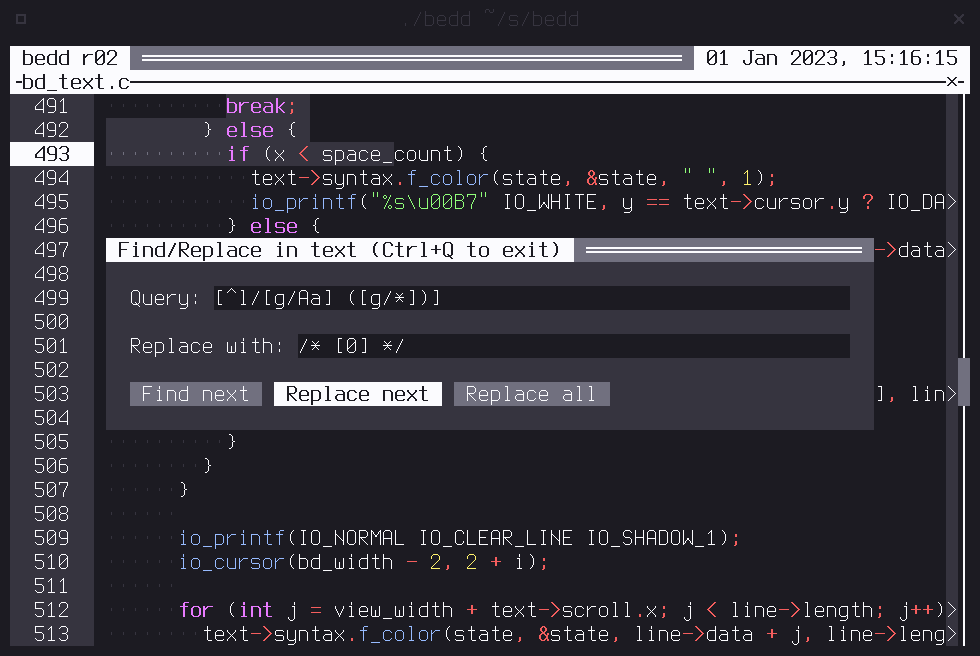 ./bedd ~/s/bedd
bedd r02 01 Jan 2023, 15:16:15
bd_text.c ×
491 break;
492 } else {
493 if (x < space_count) {
494 text->syntax.f_color(state, &state, " ", 1);
495 io_printf("%s\u00B7" IO_WHITE, y == text->cursor.y ? IO_DA>
496 } else {
497 ->data>
Find/Replace in text (Ctrl+Q to exit)
498
Query: [^l/[g/Aa] ([g/*])]
499
500
Replace with: /* [0] */
501
502
Find next Replace next Replace all
503 ], lin>
504
505 }
506 }
507 }
508
509 io_printf(IO_NORMAL IO_CLEAR_LINE IO_SHADOW_1);
510 io_cursor(bd_width - 2, 2 + i);
511
512 for (int j = view_width + text->scroll.x; j < line->length; j++)>
513 text->syntax.f_color(state, &state, line->data + j, line->leng>